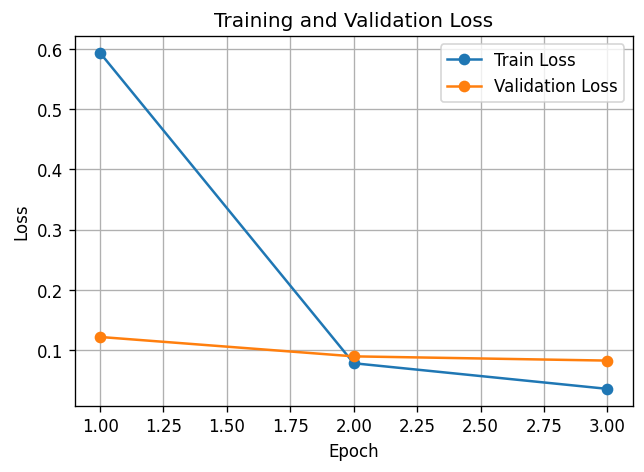 Training and Validation Loss
Train Loss
Validation Loss
0.6
0.5
0.4
0.3
0.2
0.1
Loss
1.00 1.25 1.50 1.75 2.00 2.25 2.50 2.75 3.00
Epoch